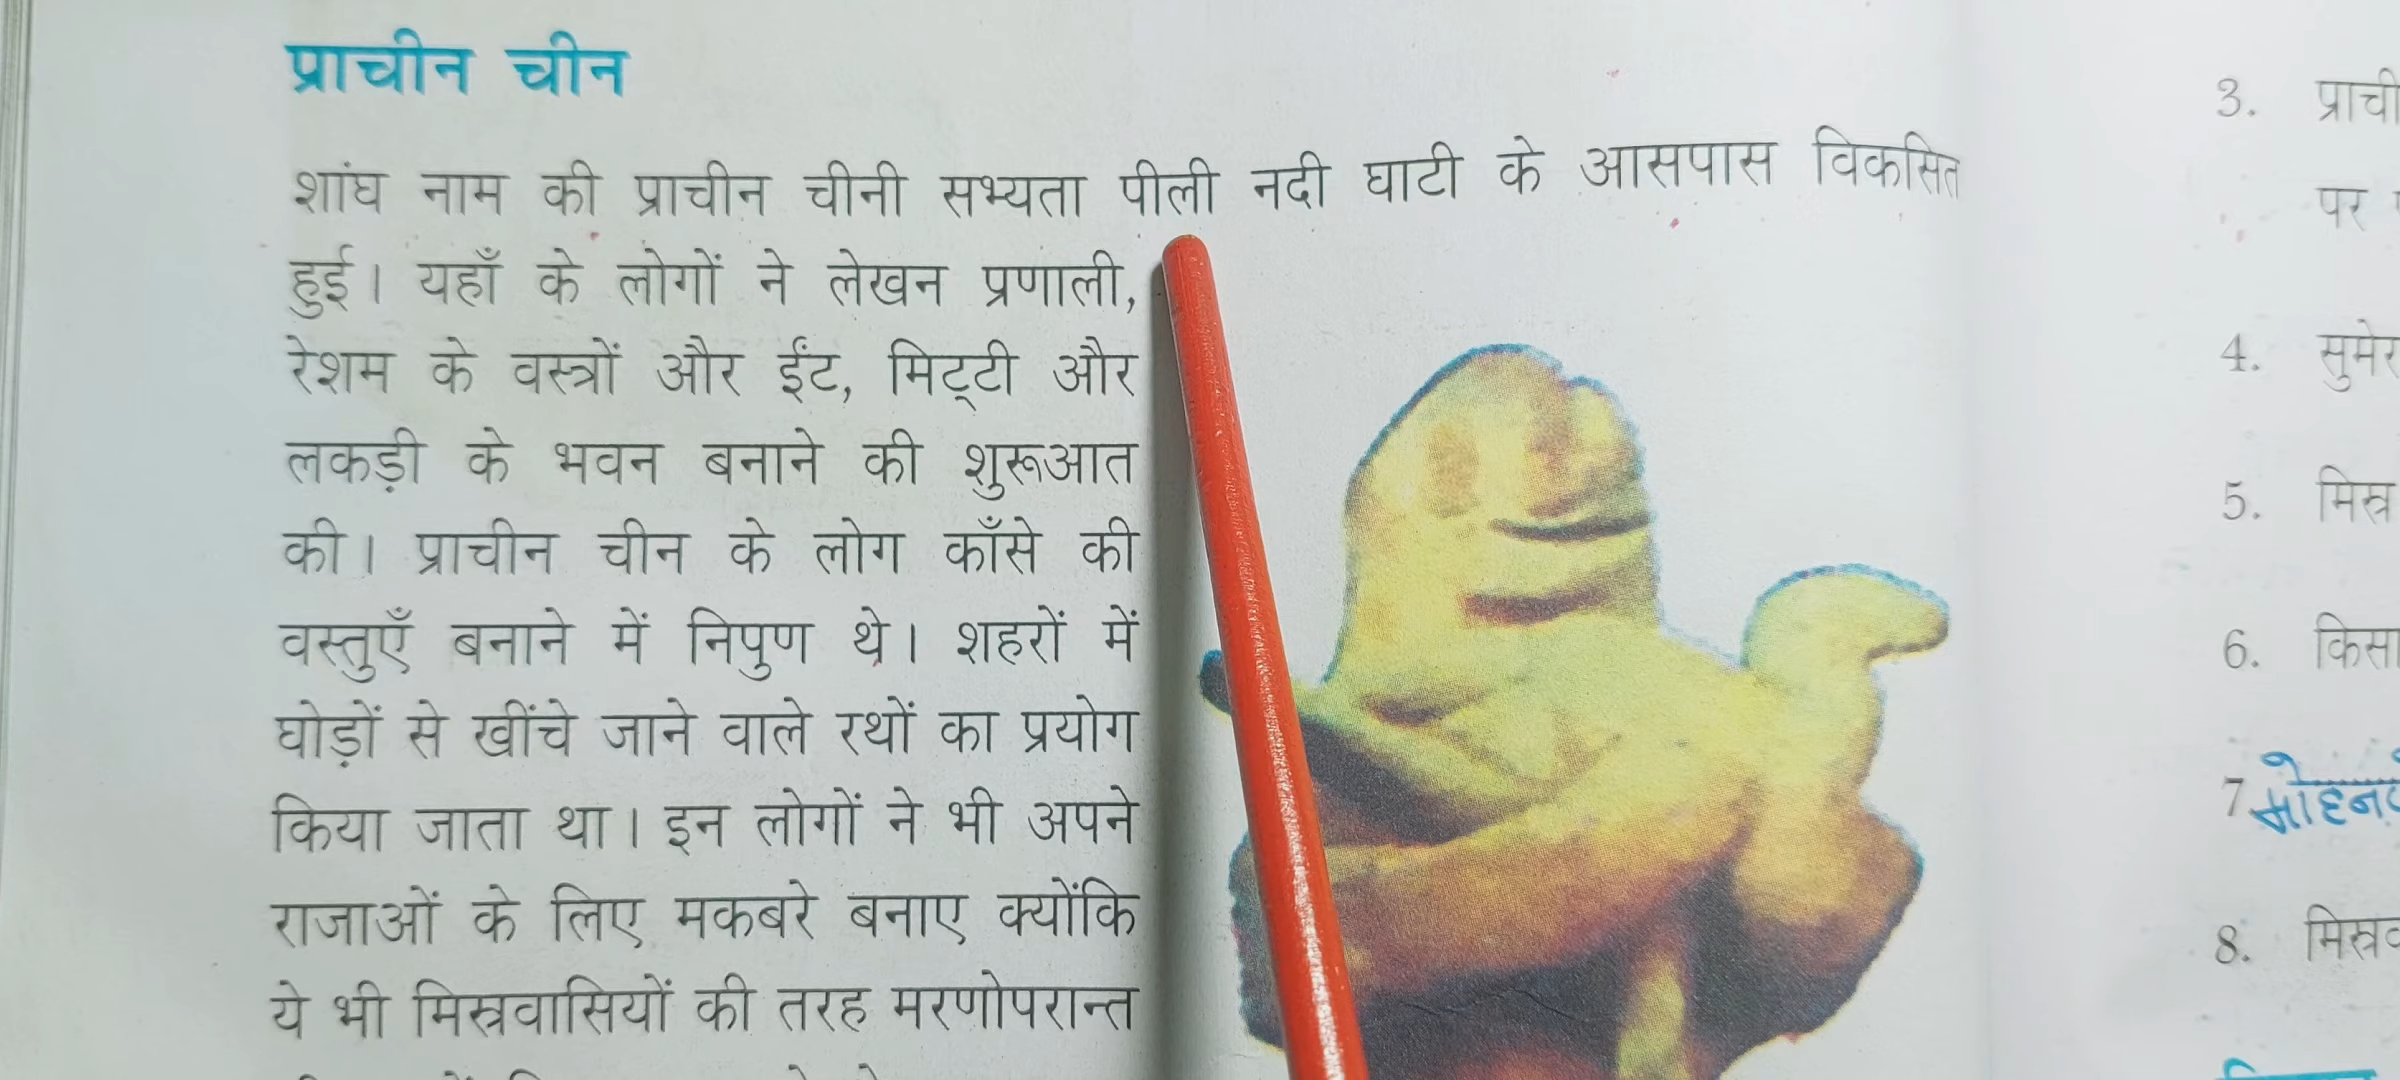 प्राचीन चीन
शांघ नाम की प्राचीन चीनी सभ्यता पीली नदी घाटी के आसपास विकसित
हुई। यहाँ के लोगों ने लेखन प्रणाली,
रेशम के वस्त्रों और ईंट, मिट्टी और
लकड़ी के भवन बनाने की शुरूआत
की। प्राचीन चीन के लोग काँसे की
वस्तुएँ बनाने में निपुण थे। शहरों में
घोड़ों से खींचे जाने वाले रथों का प्रयोग
किया जाता था। इन लोगों ने भी अपने
राजाओं के लिए मकबरे बनाए क्योंकि
ये भी मिस्रवासियों की तरह मरणोपरान्त
3.
पर
4.
5. मिस्र
6.
7
8.